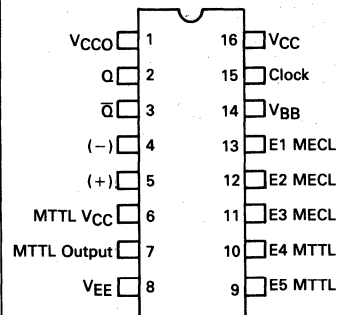 VCCO 1 16 VCC
Q 2 15 Clock
Q̅ 3 14 VBB
(−) 4 13 E1 MECL
(+) 5 12 E2 MECL
MTTL VCC 6 11 E3 MECL
MTTL Output 7 10 E4 MTTL
VEE 8 9 E5 MTTL